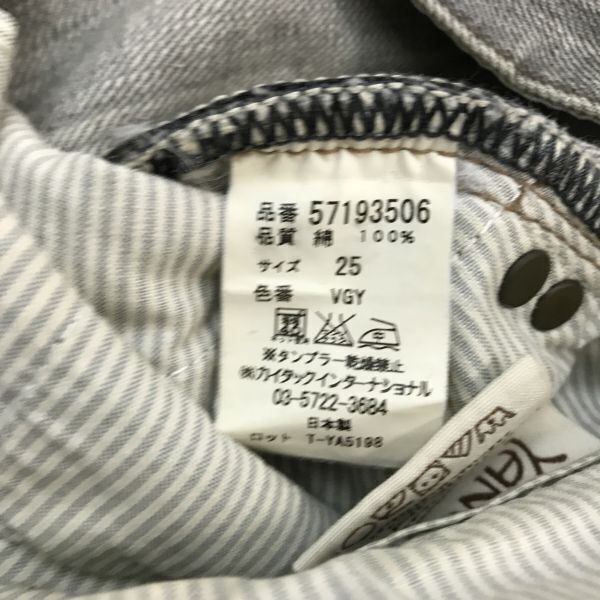 品番 57193506
品質 綿 100%
サイズ 25
色番 VGY
※タンブラー乾燥禁止
㈱カイタックインターナショナル
03-5722-3684
日本製
ロット T-YA5198
YAN